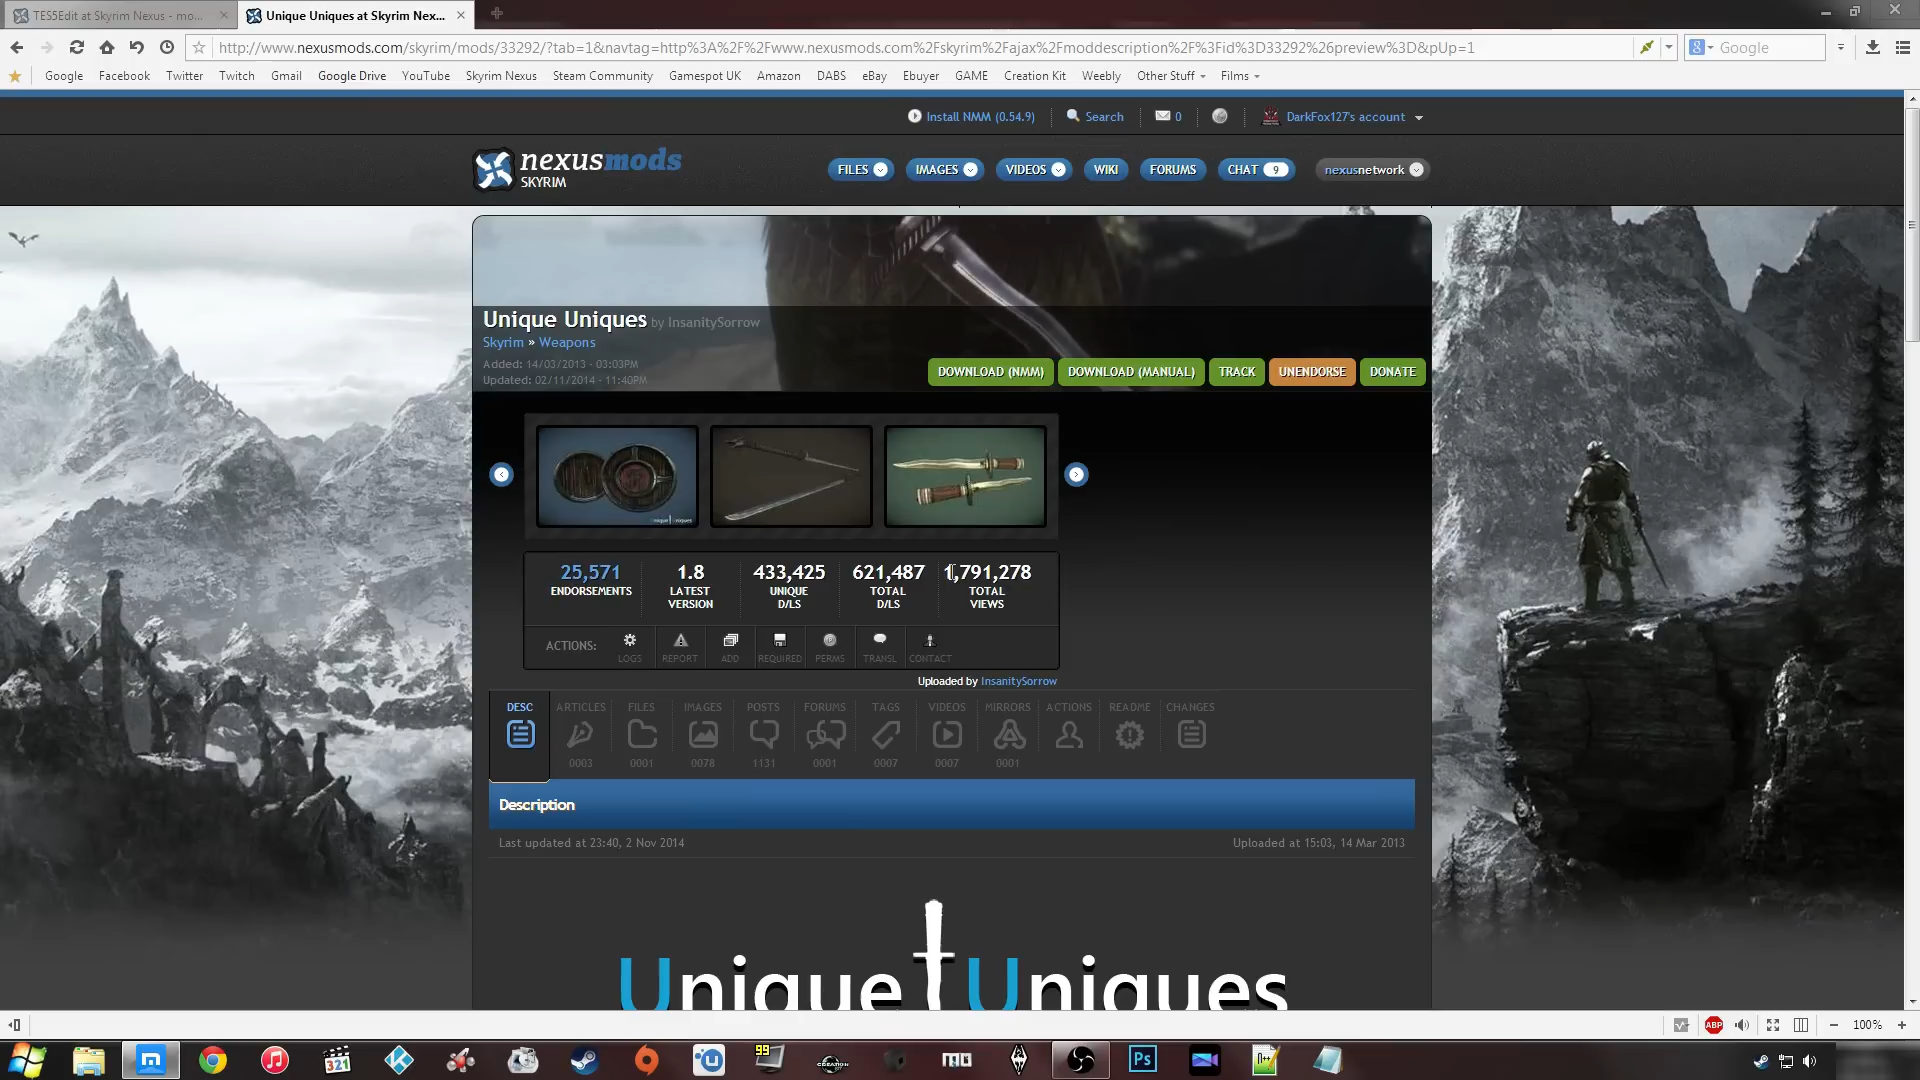 TES5Edit at Skyrim Nexus - mo...
Unique Uniques at Skyrim Nex...
http://www.nexusmods.com/skyrim/mods/33292/?tab=1&navtag=http%3A%2F%2Fwww.nexusmods.com%2Fskyrim%2Fajax%2Fmoddescription%2F%3Fid%3D33292%26preview%3D&pUp=1
Google
Google Facebook Twitter Twitch Gmail Google Drive YouTube Skyrim Nexus Steam Community Gamespot UK Amazon DABS eBay Ebuyer GAME Creation Kit Weebly Other Stuff Films
Install NMM (0.54.9) Search 0 DarkFox127's account
nexusmods
SKYRIM
FILES IMAGES VIDEOS WIKI FORUMS CHAT 9 nexusnetwork
Unique Uniques by InsanitySorrow
Skyrim » Weapons
Added: 14/03/2013 - 03:03PM
Updated: 02/11/2014 - 11:40PM
DOWNLOAD (NMM) DOWNLOAD (MANUAL) TRACK UNENDORSE DONATE
Unique Uniques
25,571 1.8 433,425 621,487 1,791,278
ENDORSEMENTS LATEST UNIQUE TOTAL TOTAL
VERSION D/LS D/LS VIEWS
ACTIONS: LOGS REPORT ADD REQUIRED PERMS TRANSL CONTACT
Uploaded by InsanitySorrow
DESC ARTICLES FILES IMAGES POSTS FORUMS TAGS VIDEOS MIRRORS ACTIONS README CHANGES
0003 0001 0078 1131 0001 0007 0007 0001
Description
Last updated at 23:40, 2 Nov 2014 Uploaded at 15:03, 14 Mar 2013
Unique Uniques
ABP 100%
321 99 CREATION MO Ps N++